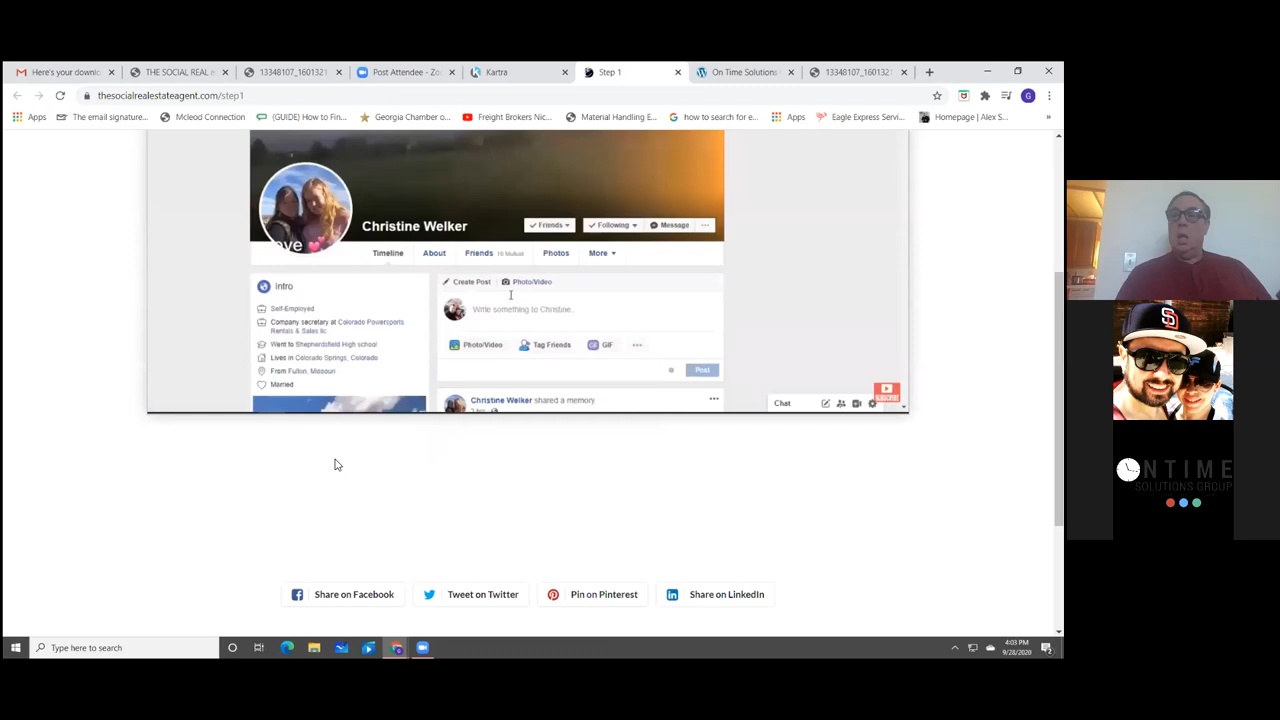 Here's your downlo
THE SOCIAL REAL e
13348107_1601321
Post Attendee - Zoo
Kartra
Step 1
On Time Solutions
13348107_160132
thesocialrealestateagent.com/step1
G
Apps
The email signature...
Mcleod Connection
(GUIDE) How to Fin...
Georgia Chamber o...
Freight Brokers Nic...
Material Handling E...
how to search for e...
Apps
Eagle Express Servi...
Homepage | Alex S...
Christine Welker
Friends
Following
Message
Timeline
About
Friends 16 Mutual
Photos
More
Intro
Self-Employed
Company secretary at Colorado Powersports
Rentals & Sales llc
Went to Shepherdsfield High school
Lives in Colorado Springs, Colorado
From Fulton, Missouri
Married
Create Post
Photo/Video
Write something to Christine..
Photo/Video
Tag Friends
GIF
Post
Christine Welker shared a memory.
Chat
SUBSCRIBE
Share on Facebook
Tweet on Twitter
Pin on Pinterest
Share on LinkedIn
Type here to search
4:03 PM
9/28/2020
NTIME
SOLUTIONS GROUP